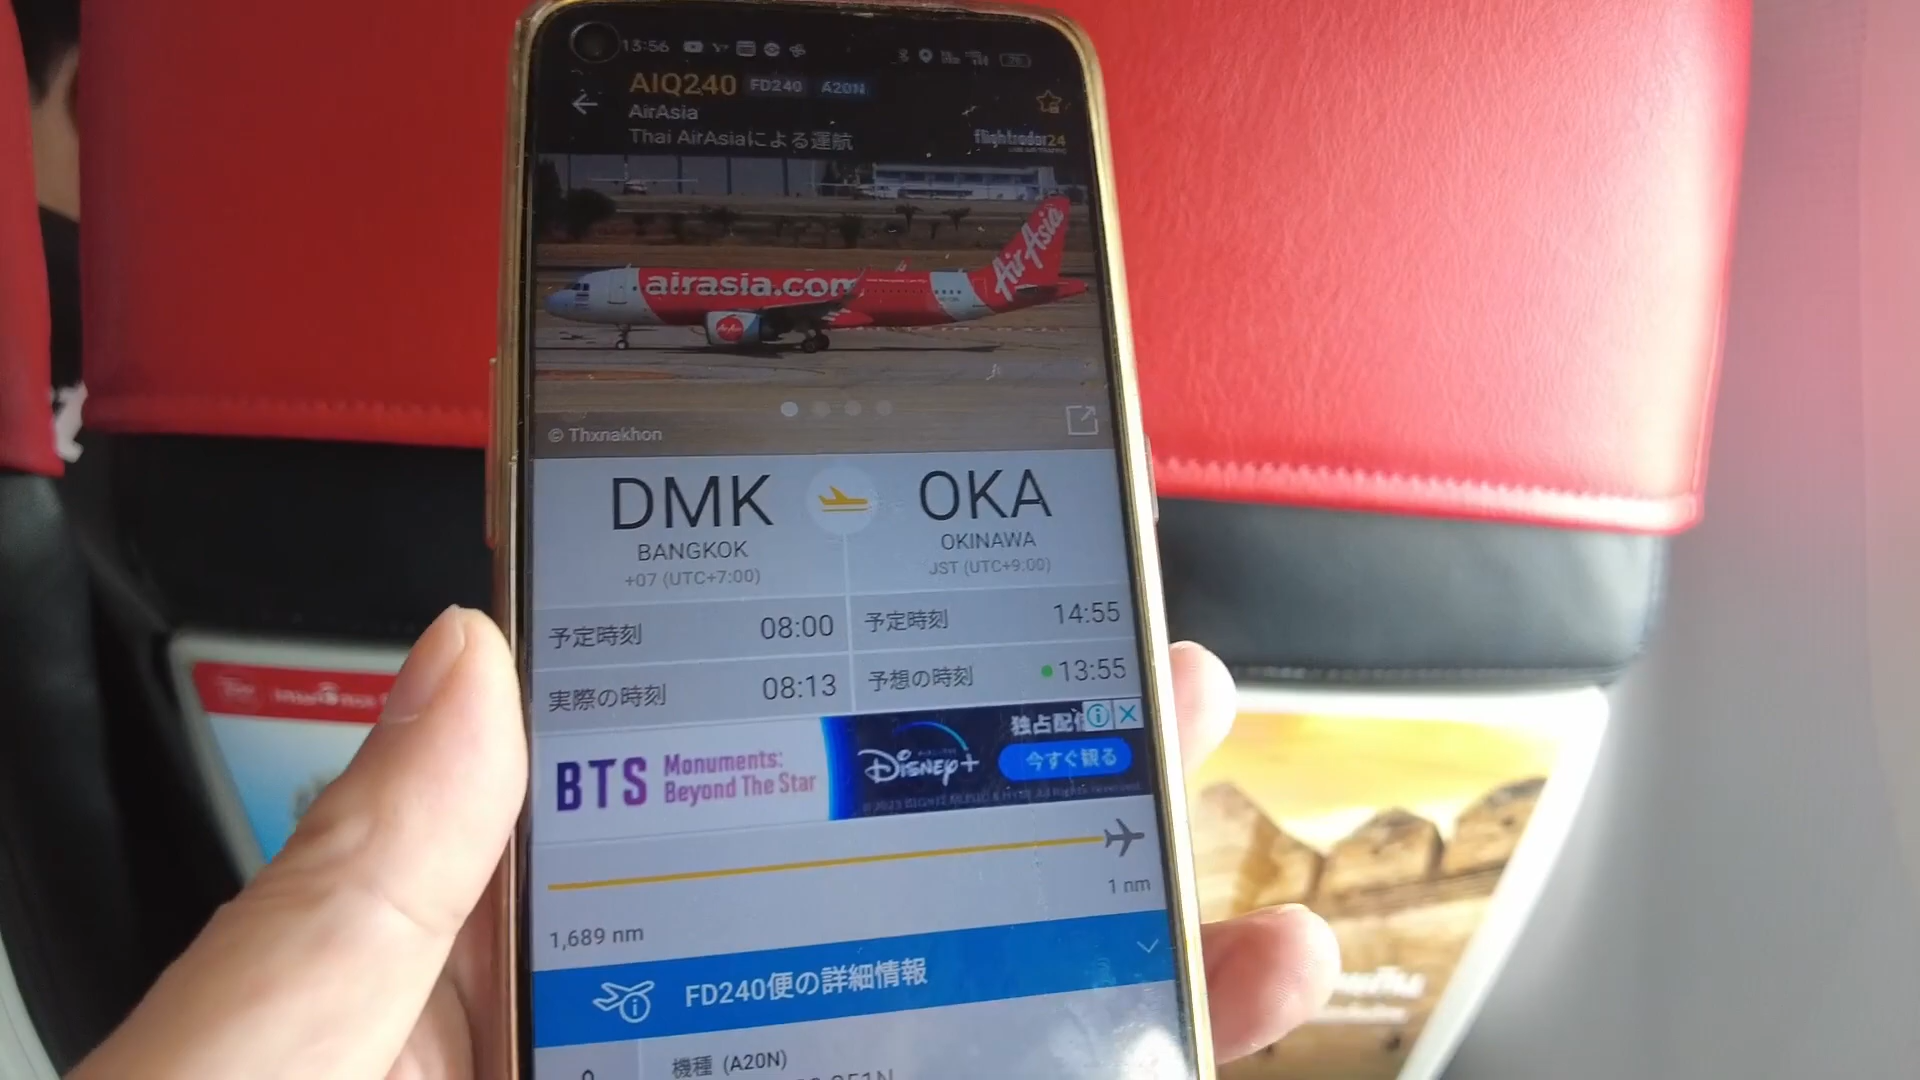 13:56
AIQ240 FD240 A20N
AirAsia
Thai AirAsiaによる運航
flightradar24
airasia.com
AirAsia
© Thxnakhon
DMK
BANGKOK
+07 (UTC+7:00)
OKA
OKINAWA
JST (UTC+9:00)
予定時刻 08:00
予定時刻 14:55
実際の時刻 08:13
予想の時刻 13:55
BTS Monuments: Beyond The Star
Disney+
独占配信
今すぐ観る
1 nm
1,689 nm
FD240便の詳細情報
機種 (A20N)